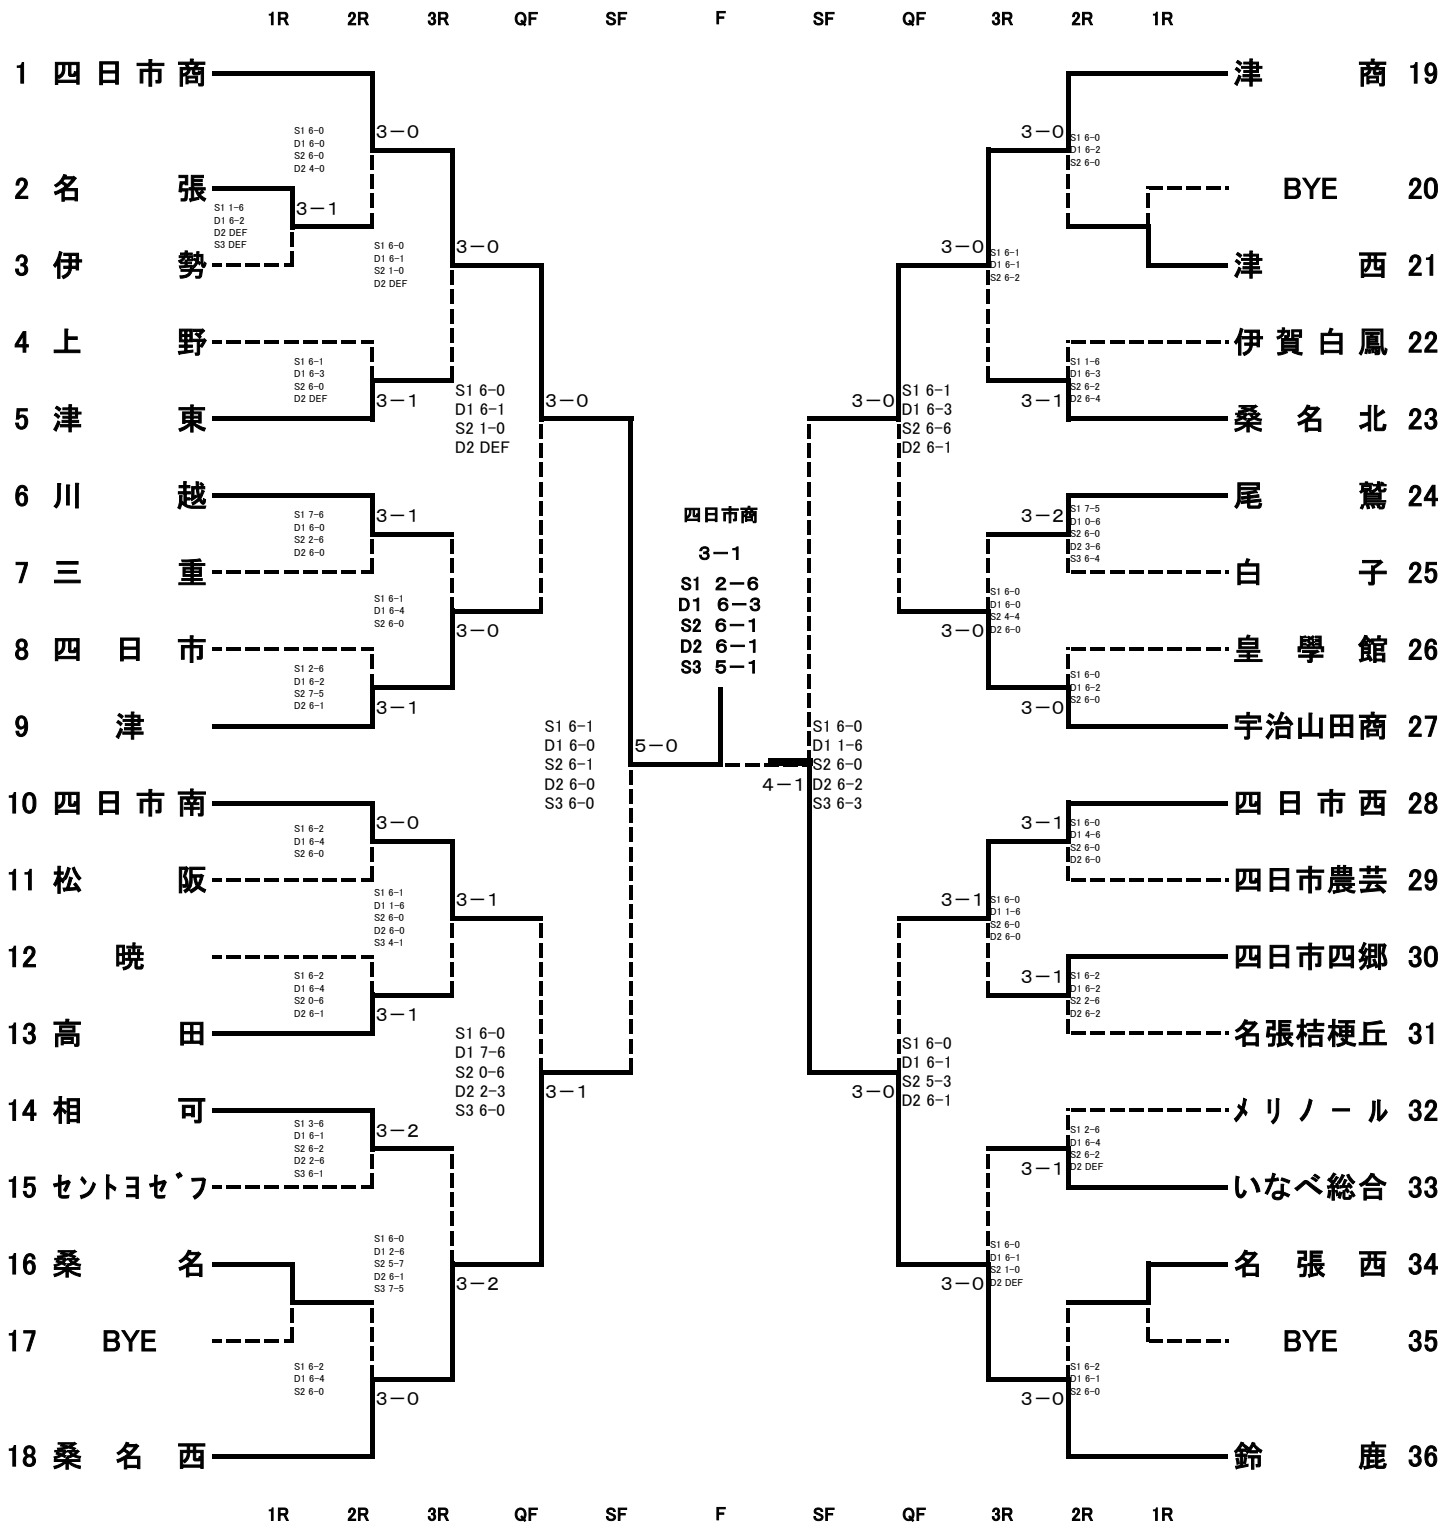 1R 2R 3R QF SF F SF QF 3R 2R 1R
1 四日市商
2 名張
3 伊勢
4 上野
5 津東
6 川越
7 三重
8 四日市
9 津
10 四日市南
11 松阪
12 暁
13 高田
14 相可
15 セントヨゼフ
16 桑名
17 BYE
18 桑名西
S1 1-6
D1 6-2
D2 DEF
S3 DEF
3-1
S1 6-0
D1 6-0
S2 6-0
D2 4-0
3-0
S1 6-1
D1 6-3
S2 6-0
D2 DEF
3-1
S1 7-6
D1 6-0
S2 2-6
D2 6-0
3-1
S1 2-6
D1 6-2
S2 7-5
D2 6-1
3-1
S1 6-2
D1 6-4
S2 6-0
3-0
S1 6-2
D1 6-4
S2 0-6
D2 6-1
3-1
S1 3-6
D1 6-1
S2 6-2
D2 2-6
S3 6-1
3-2
S1 6-2
D1 6-4
S2 6-0
3-0
S1 6-0
D1 6-1
S2 1-0
D2 DEF
3-0
S1 6-1
D1 6-4
S2 6-0
3-0
S1 6-1
D1 1-6
S2 6-0
D2 6-0
S3 4-1
3-1
S1 6-0
D1 2-6
S2 5-7
D2 6-1
S3 7-5
3-2
S1 6-0
D1 6-1
S2 1-0
D2 DEF
3-0
S1 6-0
D1 7-6
S2 0-6
D2 2-3
S3 6-0
3-1
S1 6-1
D1 6-0
S2 6-1
D2 6-0
S3 6-0
5-0
四日市商
3-1
S1 2-6
D1 6-3
S2 6-1
D2 6-1
S3 5-1
4-1
S1 6-0
D1 1-6
S2 6-0
D2 6-2
S3 6-3
3-0
S1 6-1
D1 6-3
S2 6-6
D2 6-1
3-0
S1 6-0
D1 6-1
S2 5-3
D2 6-1
3-0
S1 6-1
D1 6-1
S2 6-2
3-0
S1 6-0
D1 6-0
S2 4-4
D2 6-0
3-1
S1 6-0
D1 1-6
S2 6-0
D2 6-0
3-0
S1 6-0
D1 6-1
S2 1-0
D2 DEF
3-0
S1 6-0
D1 6-2
S2 6-0
3-1
S1 1-6
D1 6-3
S2 6-2
D2 6-4
3-2
S1 7-5
D1 0-6
S2 6-0
D2 3-6
S3 6-4
3-0
S1 6-0
D1 6-2
S2 6-0
3-1
S1 6-0
D1 4-6
S2 6-0
D2 6-0
3-1
S1 6-2
D1 6-2
S2 2-6
D2 6-2
3-1
S1 2-6
D1 6-4
S2 6-2
D2 DEF
3-0
S1 6-2
D1 6-1
S2 6-0
津商 19
BYE 20
津西 21
伊賀白鳳 22
桑名北 23
尾鷲 24
白子 25
皇學館 26
宇治山田商 27
四日市西 28
四日市農芸 29
四日市四郷 30
名張桔梗丘 31
メリノール 32
いなべ総合 33
名張西 34
BYE 35
鈴鹿 36
1R 2R 3R QF SF F SF QF 3R 2R 1R